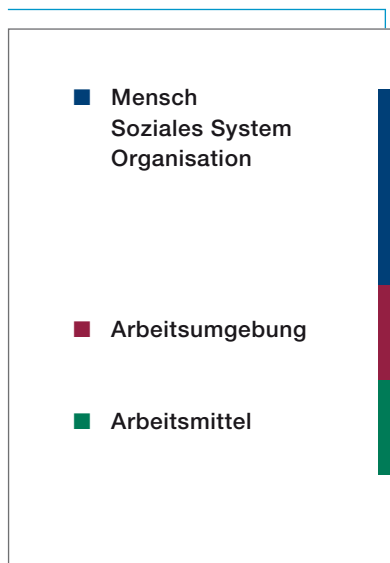 Mensch
Soziales System
Organisation
Arbeitsumgebung
Arbeitsmittel